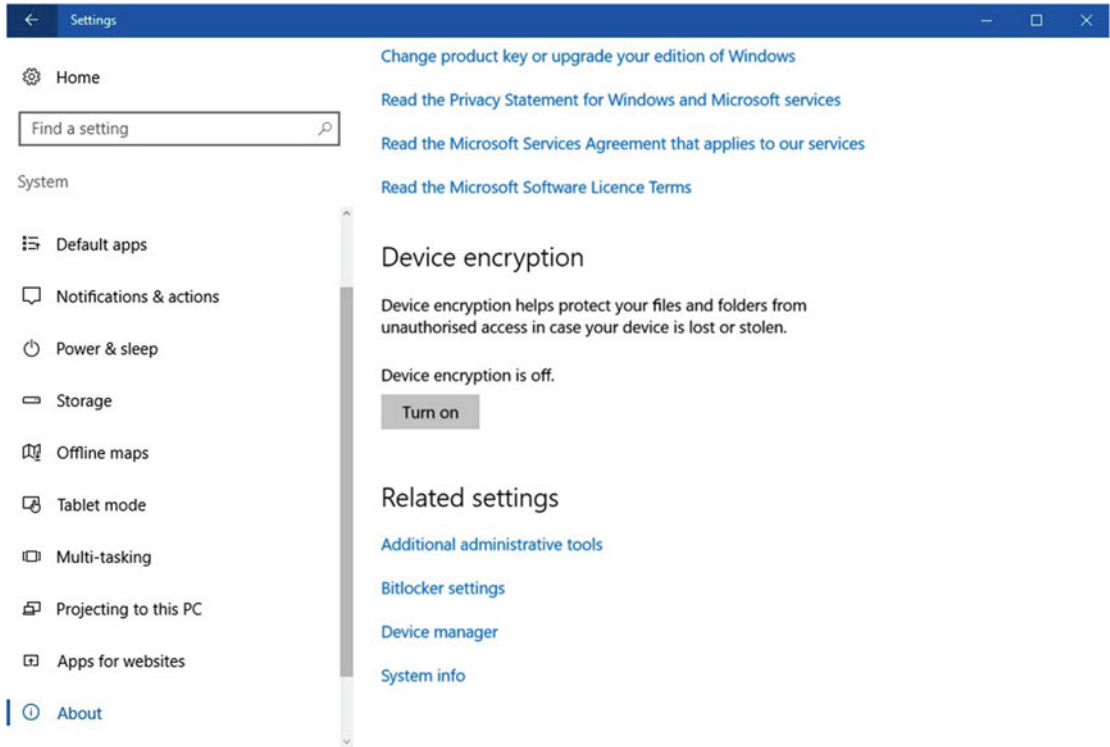 Settings
Home
Find a setting
System
Default apps
Notifications & actions
Power & sleep
Storage
Offline maps
Tablet mode
Multi-tasking
Projecting to this PC
Apps for websites
About
Change product key or upgrade your edition of Windows
Read the Privacy Statement for Windows and Microsoft services
Read the Microsoft Services Agreement that applies to our services
Read the Microsoft Software Licence Terms
Device encryption
Device encryption helps protect your files and folders from
unauthorised access in case your device is lost or stolen.
Device encryption is off.
Turn on
Related settings
Additional administrative tools
Bitlocker settings
Device manager
System info